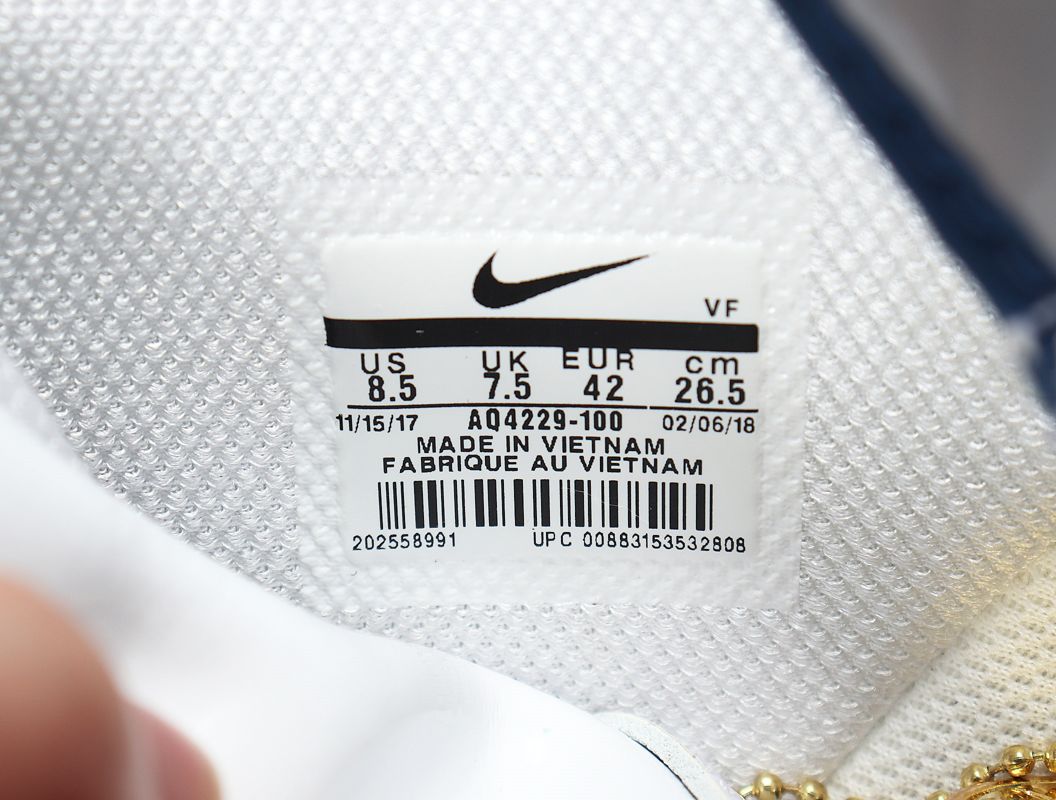 VF
US UK EUR cm
8.5 7.5 42 26.5
11/15/17 AQ4229-100 02/06/18
MADE IN VIETNAM
FABRIQUE AU VIETNAM
202558991 UPC 00883153532808